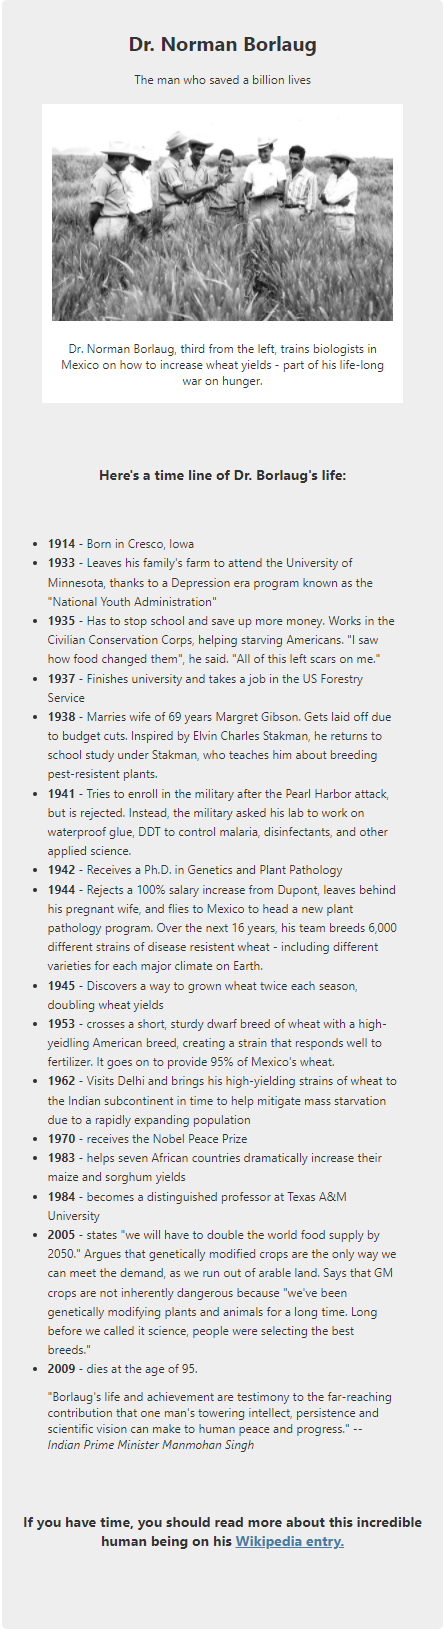 Dr. Norman Borlaug
The man who saved a billion lives
Dr. Norman Borlaug, third from the left, trains biologists in
Mexico on how to increase wheat yields - part of his life-long
war on hunger.
Here's a time line of Dr. Borlaug's life:
• 1914 - Born in Cresco, Iowa
• 1933 - Leaves his family's farm to attend the University of
Minnesota, thanks to a Depression era program known as the
"National Youth Administration"
• 1935 - Has to stop school and save up more money. Works in the
Civilian Conservation Corps, helping starving Americans. "I saw
how food changed them", he said. "All of this left scars on me."
• 1937 - Finishes university and takes a job in the US Forestry
Service
• 1938 - Marries wife of 69 years Margret Gibson. Gets laid off due
to budget cuts. Inspired by Elvin Charles Stakman, he returns to
school study under Stakman, who teaches him about breeding
pest-resistent plants.
• 1941 - Tries to enroll in the military after the Pearl Harbor attack,
but is rejected. Instead, the military asked his lab to work on
waterproof glue, DDT to control malaria, disinfectants, and other
applied science.
• 1942 - Receives a Ph.D. in Genetics and Plant Pathology
• 1944 - Rejects a 100% salary increase from Dupont, leaves behind
his pregnant wife, and flies to Mexico to head a new plant
pathology program. Over the next 16 years, his team breeds 6,000
different strains of disease resistent wheat - including different
varieties for each major climate on Earth.
• 1945 - Discovers a way to grown wheat twice each season,
doubling wheat yields
• 1953 - crosses a short, sturdy dwarf breed of wheat with a high-
yeidling American breed, creating a strain that responds well to
fertilizer. It goes on to provide 95% of Mexico's wheat.
• 1962 - Visits Delhi and brings his high-yielding strains of wheat to
the Indian subcontinent in time to help mitigate mass starvation
due to a rapidly expanding population
• 1970 - receives the Nobel Peace Prize
• 1983 - helps seven African countries dramatically increase their
maize and sorghum yields
• 1984 - becomes a distinguished professor at Texas A&M
University
• 2005 - states "we will have to double the world food supply by
2050." Argues that genetically modified crops are the only way we
can meet the demand, as we run out of arable land. Says that GM
crops are not inherently dangerous because "we've been
genetically modifying plants and animals for a long time. Long
before we called it science, people were selecting the best
breeds."
• 2009 - dies at the age of 95.
"Borlaug's life and achievement are testimony to the far-reaching
contribution that one man's towering intellect, persistence and
scientific vision can make to human peace and progress." --
Indian Prime Minister Manmohan Singh
If you have time, you should read more about this incredible
human being on his Wikipedia entry.